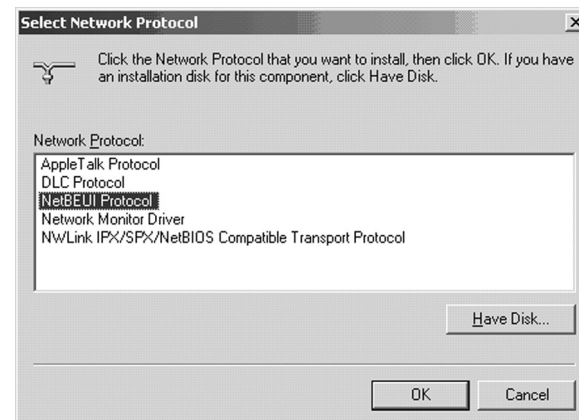 Select Network Protocol
Click the Network Protocol that you want to install, then click OK. If you have
an installation disk for this component, click Have Disk.
Network Protocol:
AppleTalk Protocol
DLC Protocol
NetBEUI Protocol
Network Monitor Driver
NWLink IPX/SPX/NetBIOS Compatible Transport Protocol
Have Disk...
OK
Cancel